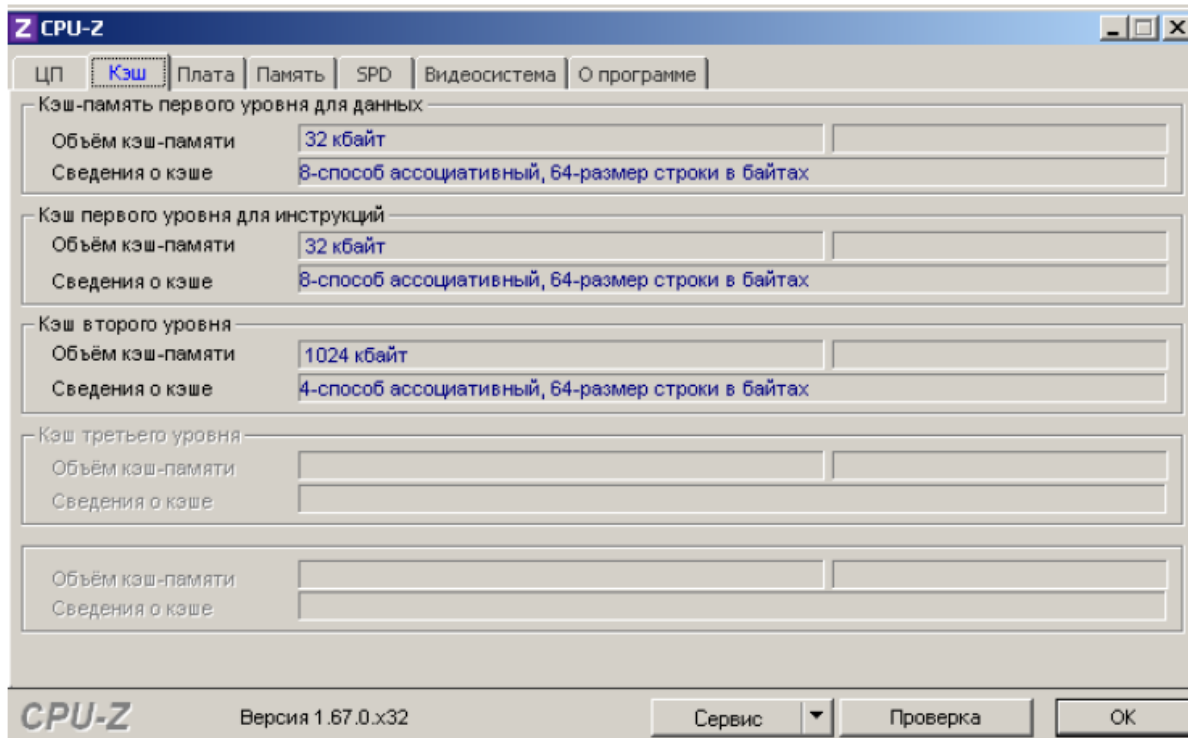 CPU-Z
ЦП Кэш Плата Память SPD Видеосистема О программе
Кэш-память первого уровня для данных
Объём кэш-памяти 32 кбайт
Сведения о кэше 8-способ ассоциативный, 64-размер строки в байтах
Кэш первого уровня для инструкций
Объём кэш-памяти 32 кбайт
Сведения о кэше 8-способ ассоциативный, 64-размер строки в байтах
Кэш второго уровня
Объём кэш-памяти 1024 кбайт
Сведения о кэше 4-способ ассоциативный, 64-размер строки в байтах
Кэш третьего уровня
Объём кэш-памяти
Сведения о кэше
Объём кэш-памяти
Сведения о кэше
CPU-Z Версия 1.67.0.x32 Сервис Проверка OK